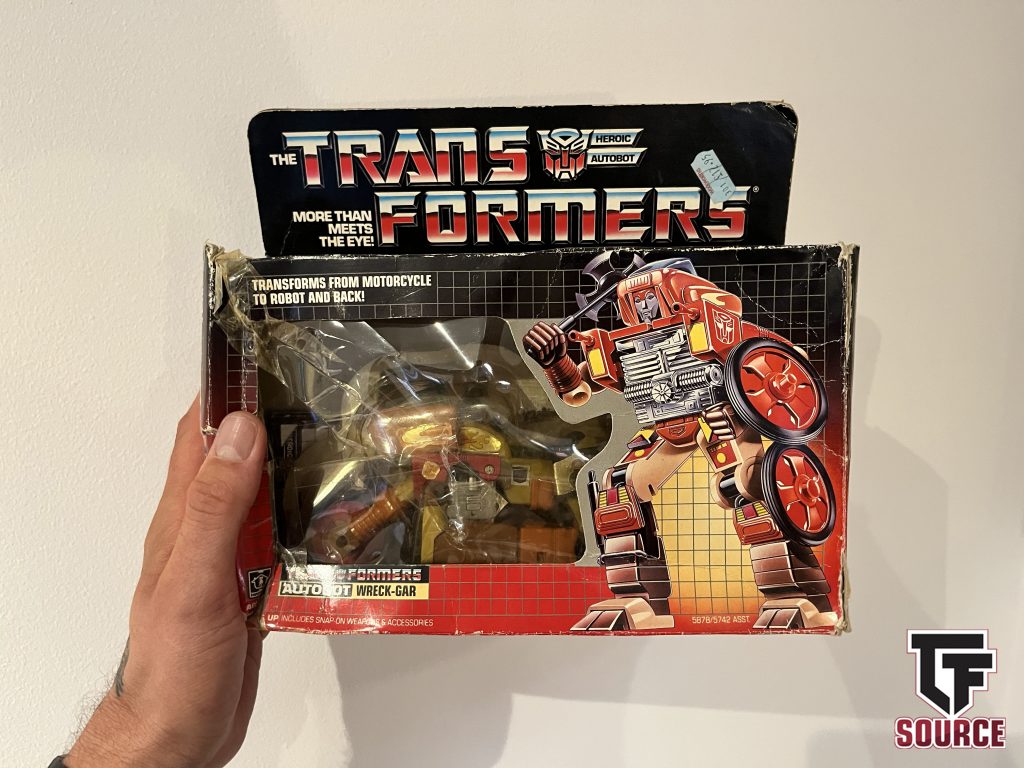 THE TRANS HEROIC AUTOBOT
MORE THAN MEETS THE EYE! FORMERS®
TRANSFORMS FROM MOTORCYCLE
TO ROBOT AND BACK!
FORMERS
AUTOBOT WRECK-GAR
UP INCLUDES SNAP-ON WEAPONS & ACCESSORIES
5878/5742 ASST.
TF
SOURCE